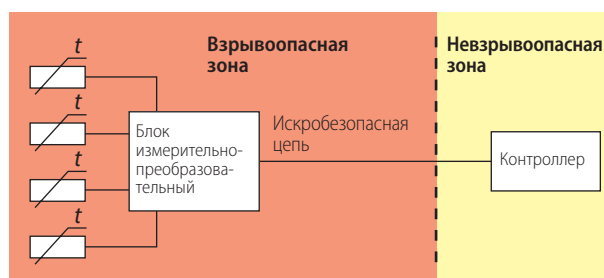 Взрывоопасная
зона
Невзрывоопасная
зона
t
t
t
t
Блок
измерительно-
преобразова-
тельный
Искробезопасная
цепь
Контроллер